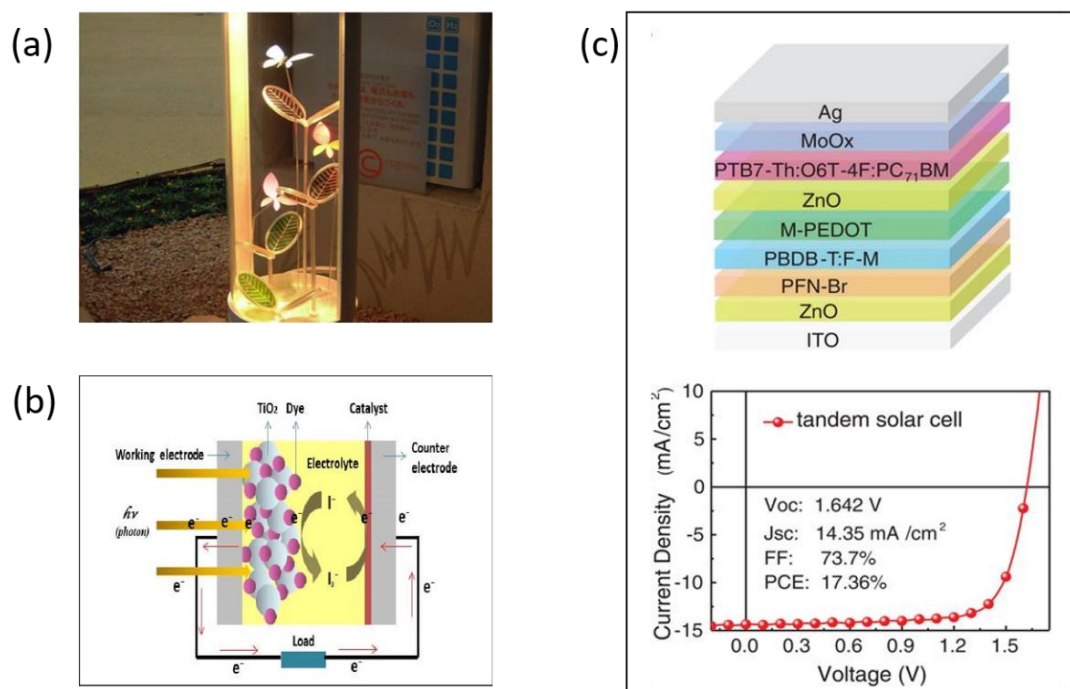 (a)
(b)
TiO₂ Dye Catalyst
Working electrode
Electrolyte
Counter
electrode
hν
(photon)
I⁻
I₃⁻
e⁻ e⁻ e⁻ e⁻ e⁻ e⁻
e⁻ e⁻
Load
e⁻ e⁻
(c)
Ag
MoOx
PTB7-Th:O6T-4F:PC₇₁BM
ZnO
M-PEDOT
PBDB-T:F-M
PFN-Br
ZnO
ITO
Current Density (mA/cm²)
10
5
0
-5
-10
-15
tandem solar cell
Voc: 1.642 V
Jsc: 14.35 mA /cm²
FF: 73.7%
PCE: 17.36%
0.0 0.3 0.6 0.9 1.2 1.5
Voltage (V)